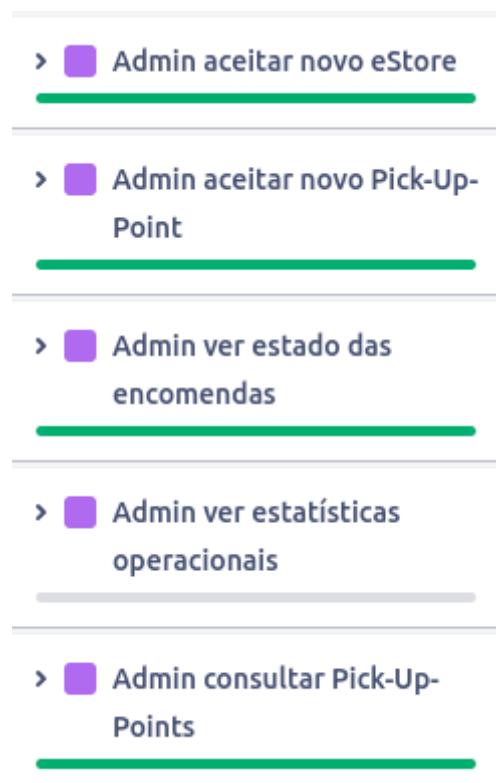 Admin aceitar novo eStore
Admin aceitar novo Pick-Up-
Point
Admin ver estado das
encomendas
Admin ver estatísticas
operacionais
Admin consultar Pick-Up-
Points